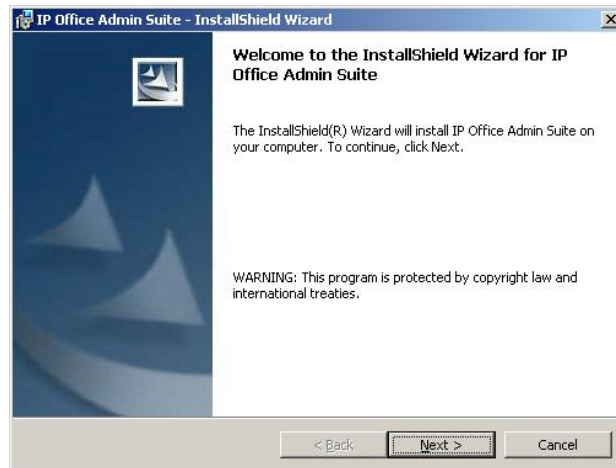 IP Office Admin Suite - InstallShield Wizard
Welcome to the InstallShield Wizard for IP
Office Admin Suite
The InstallShield(R) Wizard will install IP Office Admin Suite on
your computer. To continue, click Next.
WARNING: This program is protected by copyright law and
international treaties.
< Back Next > Cancel